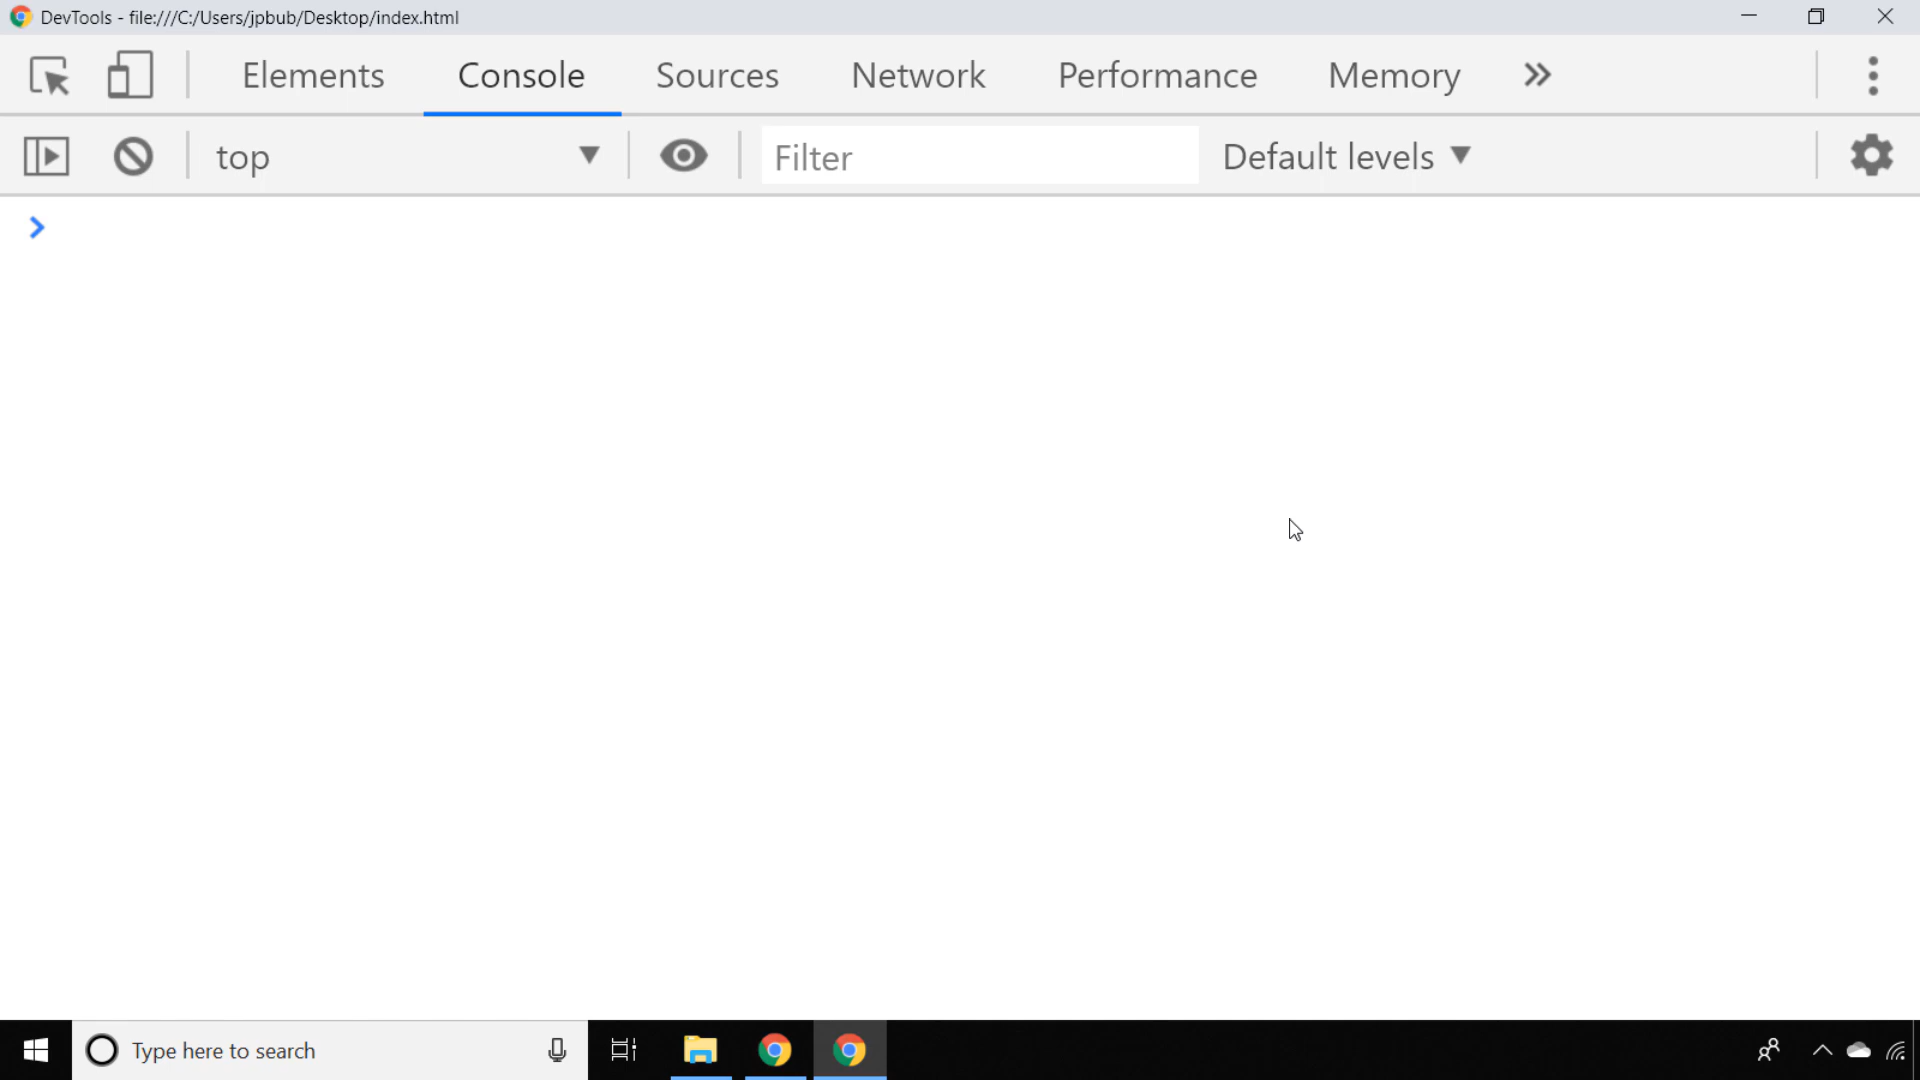 DevTools - file:///C:/Users/jpbub/Desktop/index.html
Elements Console Sources Network Performance Memory
top Filter Default levels
Type here to search